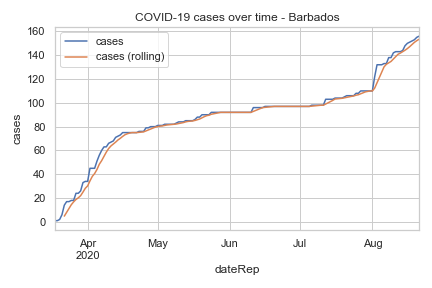 COVID-19 cases over time - Barbados
cases
cases (rolling)
160
140
120
100
80
60
40
20
0
cases
Apr
2020
May
Jun
Jul
Aug
dateRep